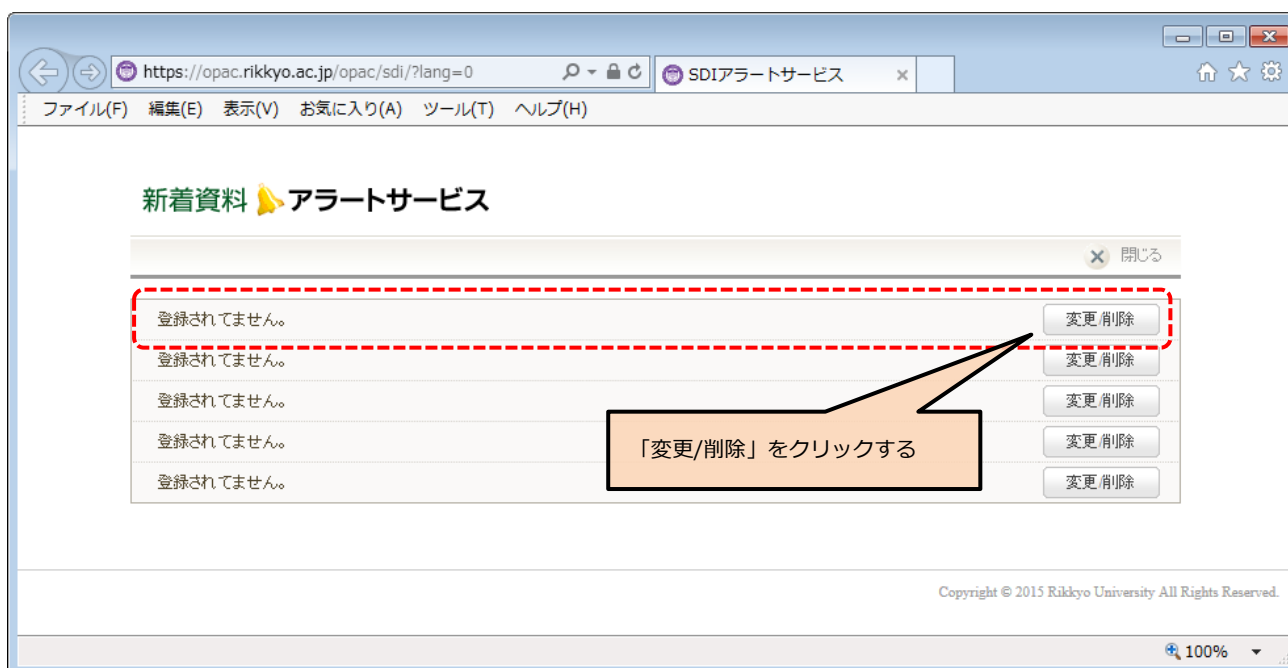 https://opac.rikkyo.ac.jp/opac/sdi/?lang=0
SDIアラートサービス
ファイル(F) 編集(E) 表示(V) お気に入り(A) ツール(T) ヘルプ(H)
新着資料 アラートサービス
閉じる
登録されてません。 変更/削除
登録されてません。 変更/削除
登録されてません。 変更/削除
「変更/削除」をクリックする
登録されてません。 変更/削除
登録されてません。 変更/削除
Copyright © 2015 Rikkyo University All Rights Reserved.
100%